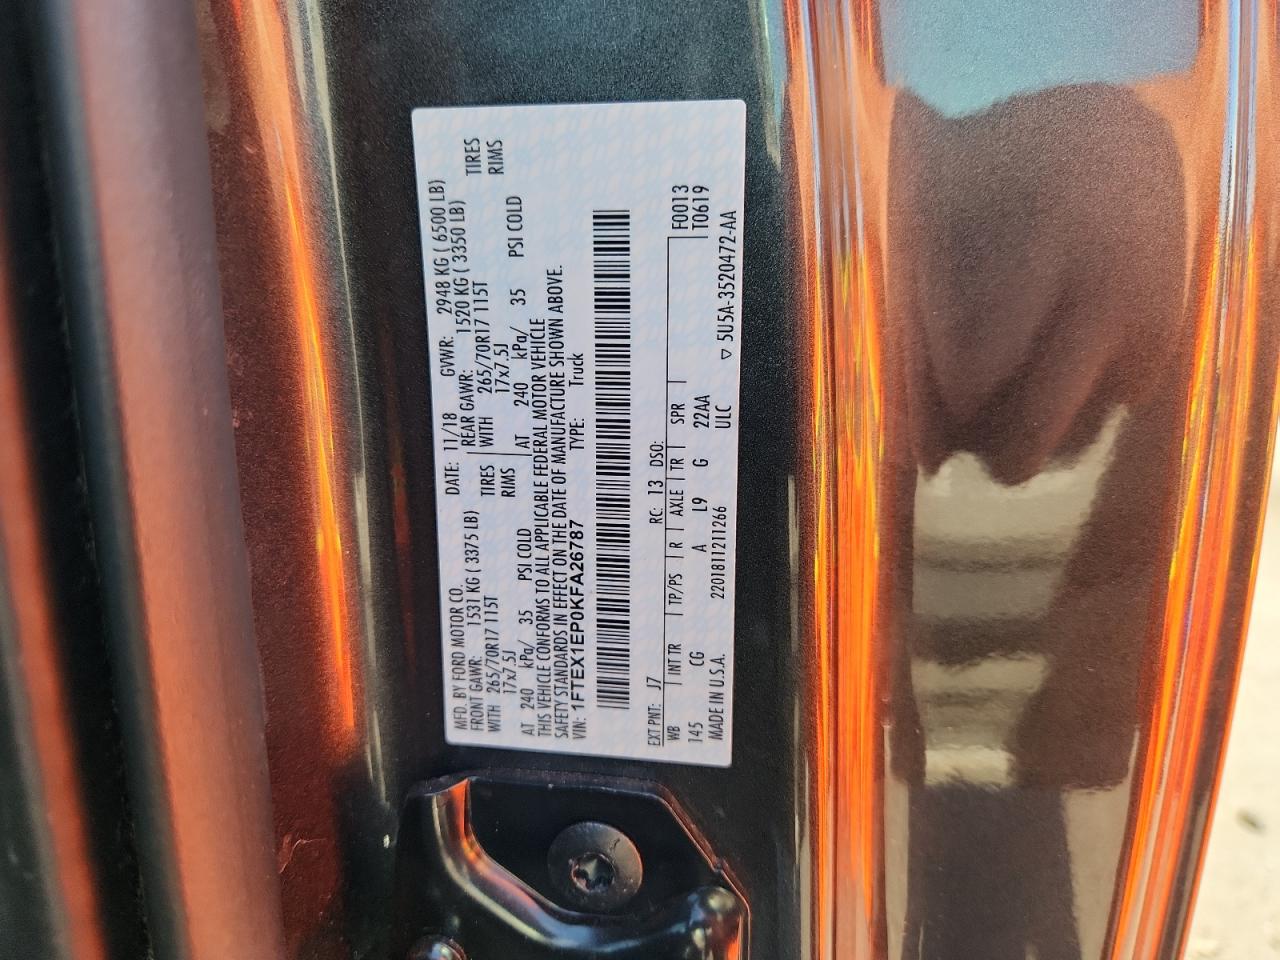 MFD. BY FORD MOTOR CO.
DATE: 11/18 GVWR: 2948 KG ( 6500 LB)
FRONT GAWR: 1531 KG ( 3375 LB)
REAR GAWR: 1520 KG ( 3350 LB)
WITH 265/70R17 115T TIRES
WITH 265/70R17 115T TIRES
17x7.5J RIMS
17x7.5J RIMS
AT 240 kPa/ 35 PSI COLD
AT 240 kPa/ 35 PSI COLD
THIS VEHICLE CONFORMS TO ALL APPLICABLE FEDERAL MOTOR VEHICLE
SAFETY STANDARDS IN EFFECT ON THE DATE OF MANUFACTURE SHOWN ABOVE.
VIN: 1FTEX1EP0KFA26787 TYPE: Truck
EXT PNT: J7 RC: 13 DSO:
WB INT TR TP/PS R AXLE TR SPR F0013
145 CG A L9 G 22AA T0619
MADE IN U.S.A. 2201811211266 ULC ▽ 5U5A-3520472-AA